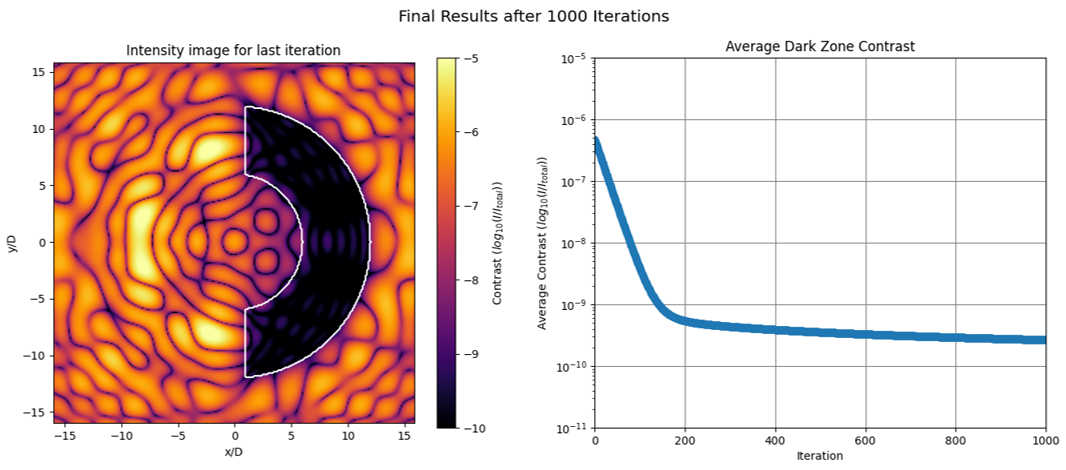 Final Results after 1000 Iterations
Intensity image for last iteration
15
10
5
0
−5
−10
−15
y/D
−15 −10 −5 0 5 10 15
x/D
−5
−6
−7
−8
−9
−10
Contrast (log₁₀(I/I_total))
Average Dark Zone Contrast
10⁻⁵
10⁻⁶
10⁻⁷
10⁻⁸
10⁻⁹
10⁻¹⁰
10⁻¹¹
Average Contrast (log₁₀(I/I_total))
0 200 400 600 800 1000
Iteration